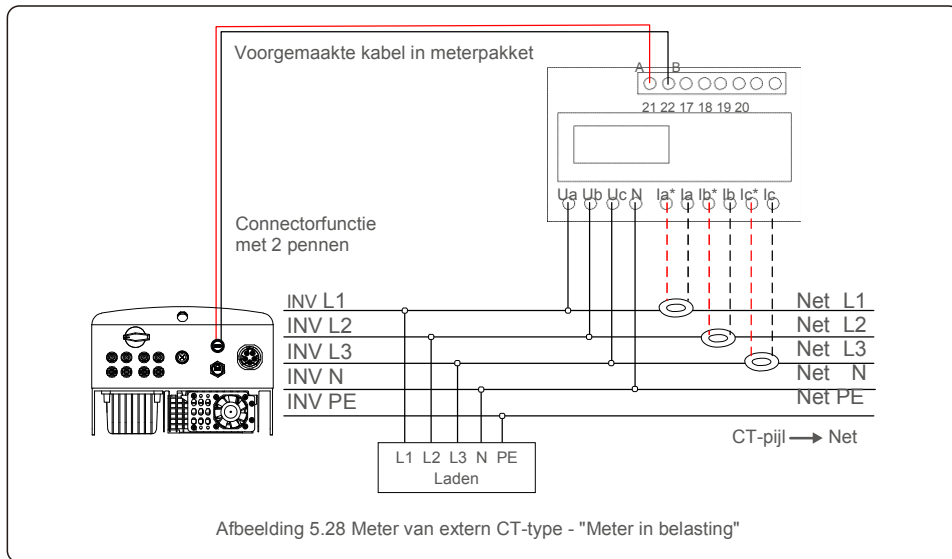 Voorgemaakte kabel in meterpakket
A B
21 22 17 18 19 20
Ua Ub Uc N Ia* Ia Ib* Ib Ic* Ic
Connectorfunctie
met 2 pennen
INV L1 Net L1
INV L2 Net L2
INV L3 Net L3
INV N Net N
INV PE Net PE
CT-pijl ⟶ Net
L1 L2 L3 N PE
Laden
Afbeelding 5.28 Meter van extern CT-type - "Meter in belasting"